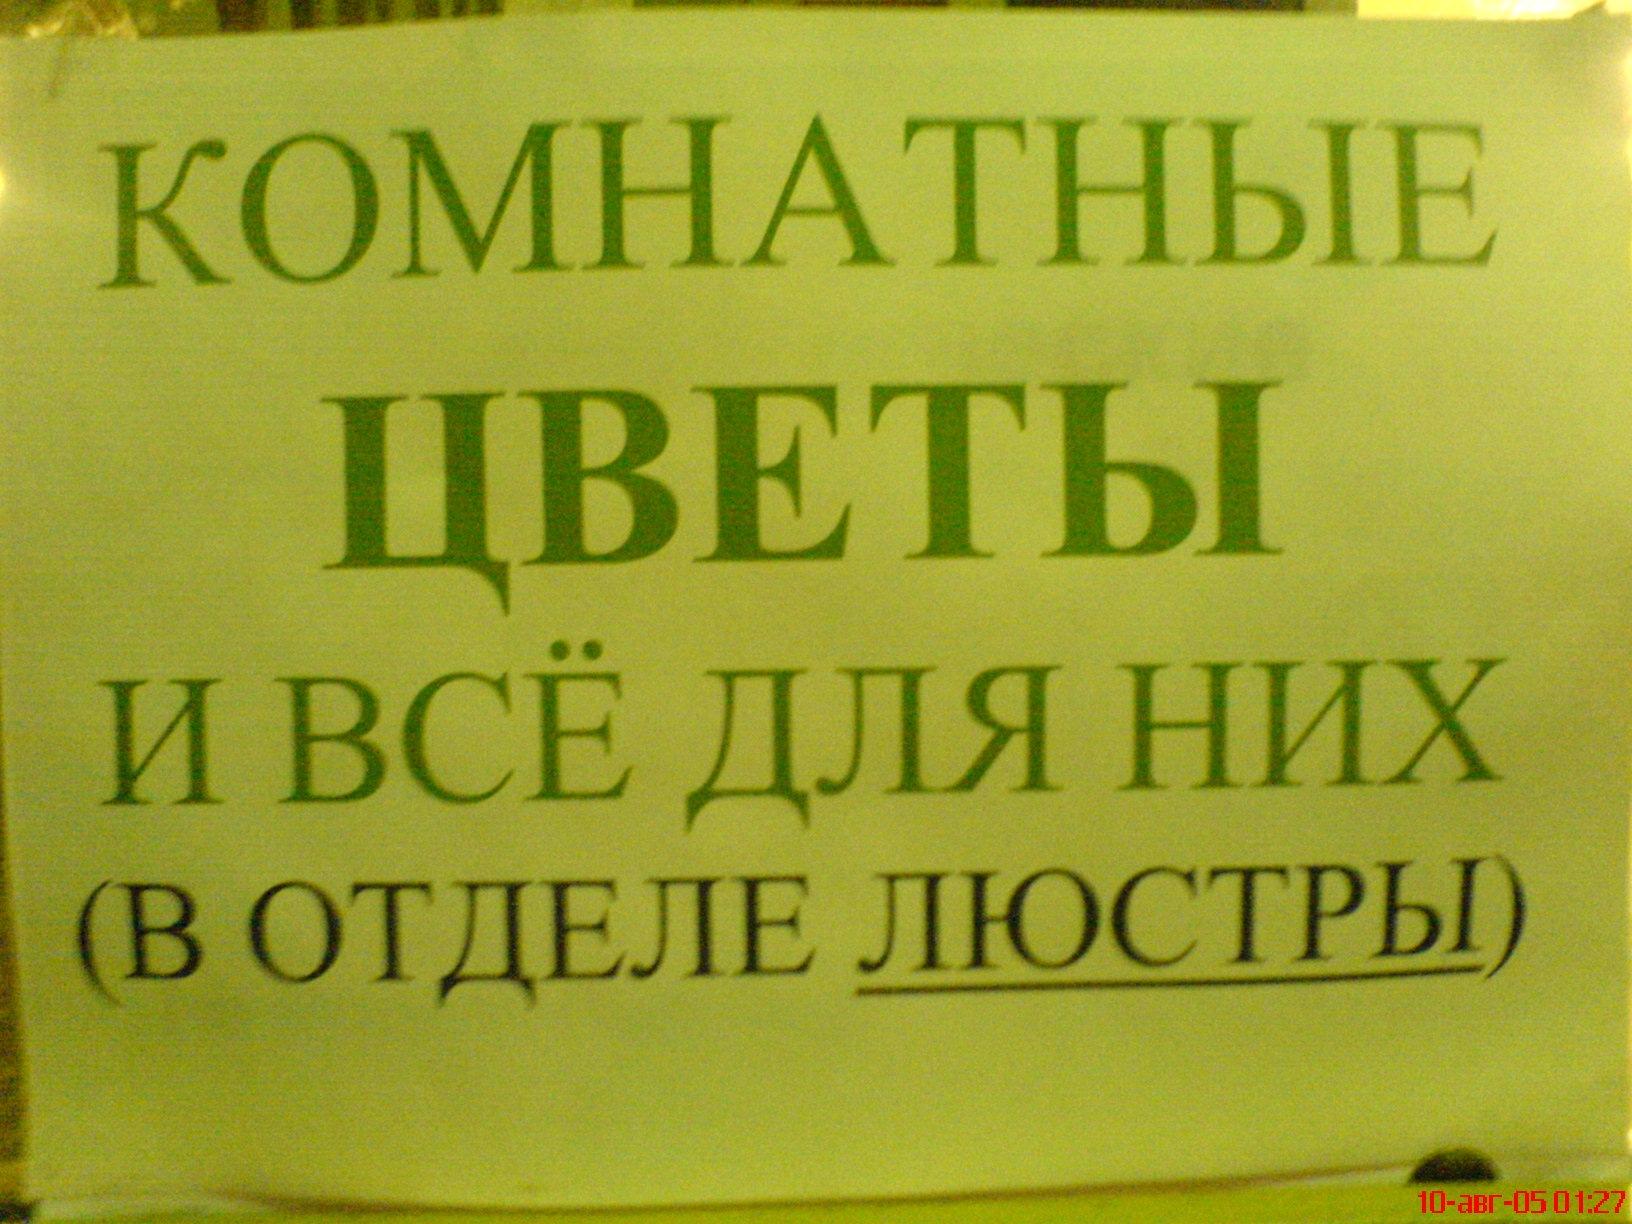 КОМНАТНЫЕ
ЦВЕТЫ
И ВСЁ ДЛЯ НИХ
(В ОТДЕЛЕ ЛЮСТРЫ)
10-авг-05 01:27